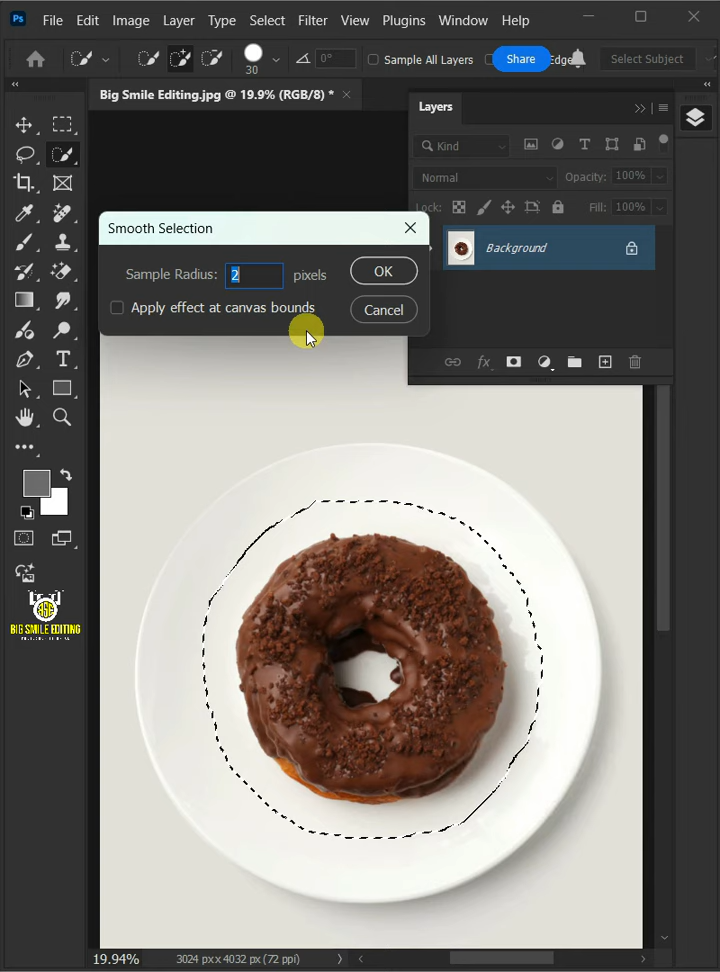 Ps File Edit Image Layer Type Select Filter View Plugins Window Help
30 0° Sample All Layers Share Edge Select Subject
Big Smile Editing.jpg @ 19.9% (RGB/8) *
Layers
Kind
Normal Opacity: 100%
Lock: Fill: 100%
Background
fx
Smooth Selection
Sample Radius: 2 pixels OK
Apply effect at canvas bounds Cancel
T
BIG SMILE EDITING
19.94% 3024 px x 4032 px (72 ppi)